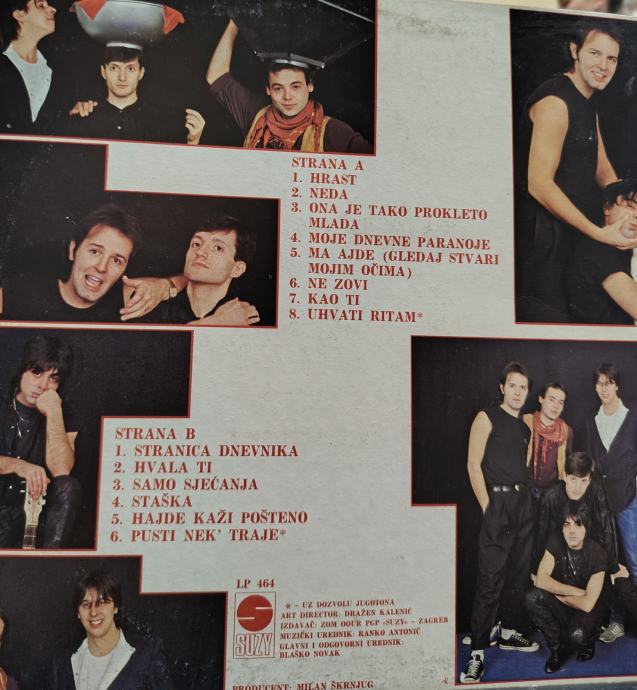 STRANA A
1. HRAST
2. NEDA
3. ONA JE TAKO PROKLETO
MLADA
4. MOJE DNEVNE PARANOJE
5. MA AJDE (GLEDAJ STVARI
MOJIM OČIMA)
6. NE ZOVI
7. KAO TI
8. UHVATI RITAM*
STRANA B
1. STRANICA DNEVNIKA
2. HVALA TI
3. SAMO SJEĆANJA
4. STAŠKA
5. HAJDE KAŽI POŠTENO
6. PUSTI NEK' TRAJE*
LP 464
SUZY
* – UZ DOZVOLU JUGOTONA
ART DIRECTOR: DRAŽEN KALENIĆ
IZDAVAČ: ZOM OOUR PGP «SUZY» – ZAGREB
MUZIČKI UREDNIK: RANKO ANTONIĆ
GLAVNI I ODGOVORNI UREDNIK:
BLAŠKO NOVAK
PRODUCENT: MILAN ŠKRNJUG